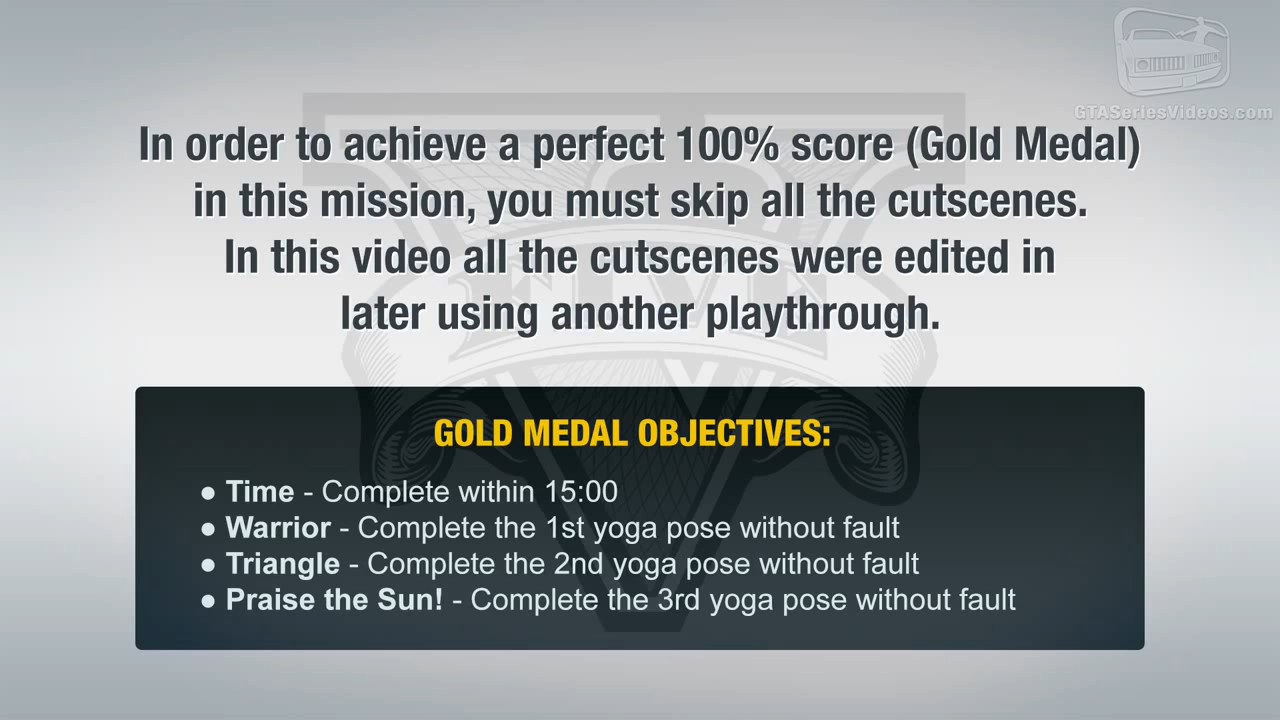 GTASeriesVideos.com
In order to achieve a perfect 100% score (Gold Medal)
in this mission, you must skip all the cutscenes.
In this video all the cutscenes were edited in
later using another playthrough.
FIVE
V
GOLD MEDAL OBJECTIVES:
● Time - Complete within 15:00
● Warrior - Complete the 1st yoga pose without fault
● Triangle - Complete the 2nd yoga pose without fault
● Praise the Sun! - Complete the 3rd yoga pose without fault